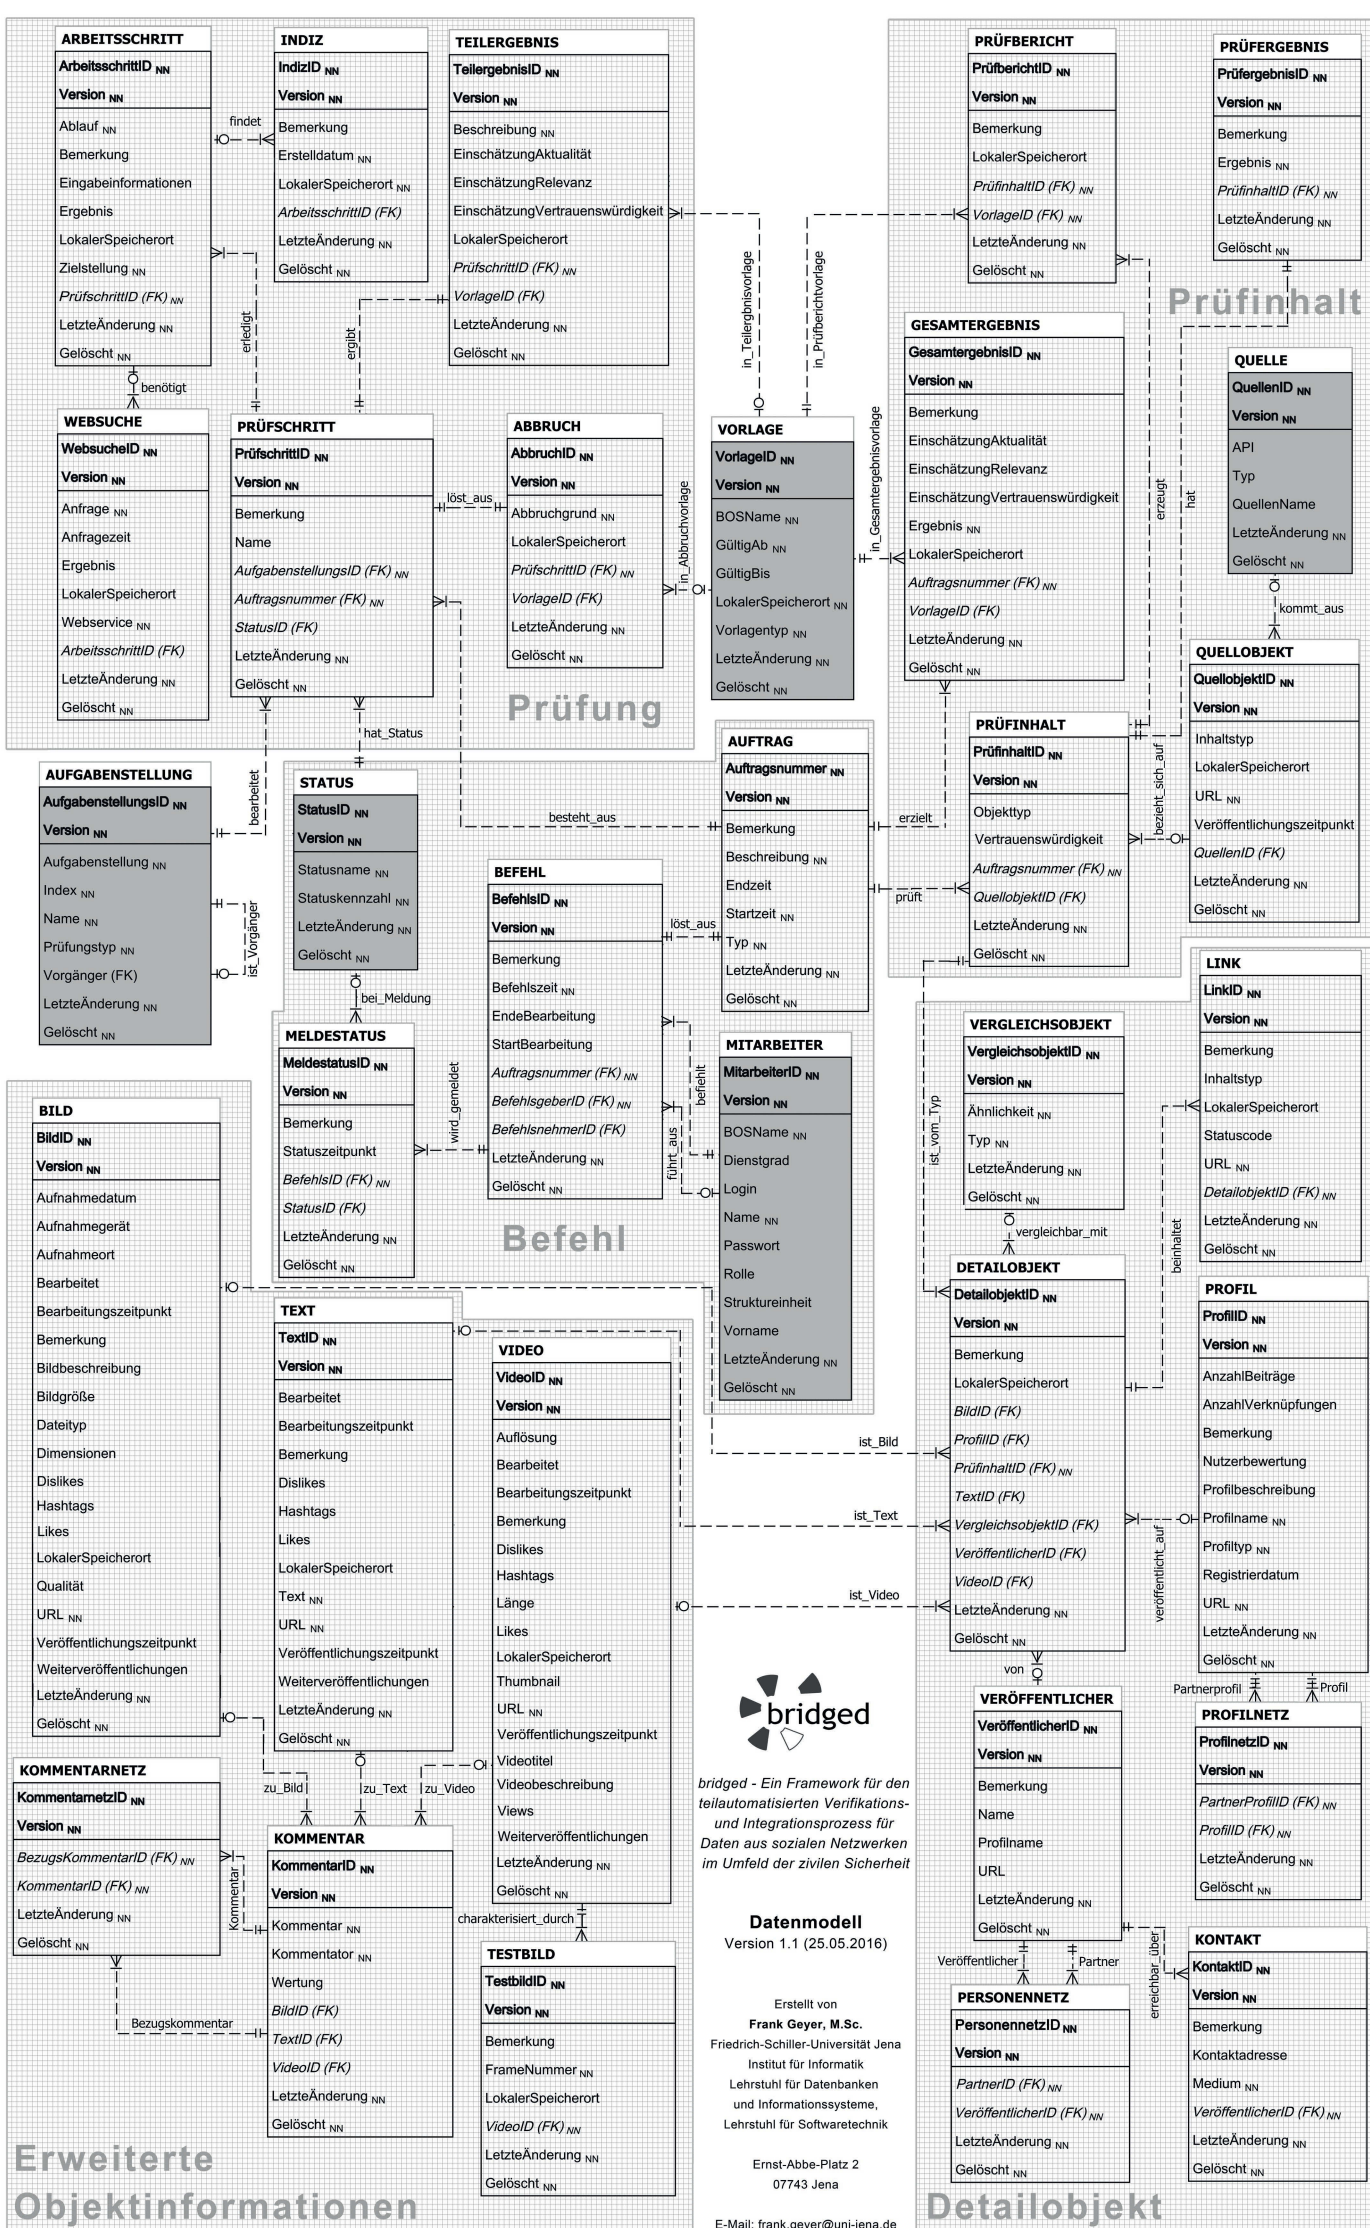 ARBEITSSCHRITT
ArbeitsschrittID NN
Version NN
Ablauf NN
Bemerkung
Eingabeinformationen
Ergebnis
LokalerSpeicherort
Zielstellung NN
PrüfschrittID (FK) NN
LetzteÄnderung NN
Gelöscht NN
findet
INDIZ
IndizID NN
Version NN
Bemerkung
Erstelldatum NN
LokalerSpeicherort NN
ArbeitsschrittID (FK)
LetzteÄnderung NN
Gelöscht NN
TEILERGEBNIS
TeilergebnisID NN
Version NN
Beschreibung NN
EinschätzungAktualität
EinschätzungRelevanz
EinschätzungVertrauenswürdigkeit
LokalerSpeicherort
PrüfschrittID (FK) NN
VorlageID (FK)
LetzteÄnderung NN
Gelöscht NN
erledigt
ergibt
benötigt
WEBSUCHE
WebsucheID NN
Version NN
Anfrage NN
Anfragezeit
Ergebnis
LokalerSpeicherort
Webservice NN
ArbeitsschrittID (FK)
LetzteÄnderung NN
Gelöscht NN
PRÜFSCHRITT
PrüfschrittID NN
Version NN
Bemerkung
Name
AufgabenstellungsID (FK) NN
Auftragsnummer (FK) NN
StatusID (FK)
LetzteÄnderung NN
Gelöscht NN
löst_aus
ABBRUCH
AbbruchID NN
Version NN
Abbruchgrund NN
LokalerSpeicherort
PrüfschrittID (FK) NN
VorlageID (FK)
LetzteÄnderung NN
Gelöscht NN
Prüfung
in_Teilergbnisvorlage
in_Prüfberichtvorlage
in_Abbruchvorlage
in_Gesamtergebnisvorlage
VORLAGE
VorlageID NN
Version NN
BOSName NN
GültigAb NN
GültigBis
LokalerSpeicherort NN
Vorlagentyp NN
LetzteÄnderung NN
Gelöscht NN
PRÜFBERICHT
PrüfberichtID NN
Version NN
Bemerkung
LokalerSpeicherort
PrüfinhaltID (FK) NN
VorlageID (FK) NN
LetzteÄnderung NN
Gelöscht NN
PRÜFERGEBNIS
PrüfergebnisID NN
Version NN
Bemerkung
Ergebnis NN
PrüfinhaltID (FK) NN
LetzteÄnderung NN
Gelöscht NN
Prüfinhalt
GESAMTERGEBNIS
GesamtergebnisID NN
Version NN
Bemerkung
EinschätzungAktualität
EinschätzungRelevanz
EinschätzungVertrauenswürdigkeit
Ergebnis NN
LokalerSpeicherort
Auftragsnummer (FK) NN
VorlageID (FK)
LetzteÄnderung NN
Gelöscht NN
erzeugt
hat
QUELLE
QuellenID NN
Version NN
API
Typ
QuellenName
LetzteÄnderung NN
Gelöscht NN
kommt_aus
QUELLOBJEKT
QuellobjektID NN
Version NN
Inhaltstyp
LokalerSpeicherort
URL NN
Veröffentlichungszeitpunkt
QuellenID (FK)
LetzteÄnderung NN
Gelöscht NN
PRÜFINHALT
PrüfinhaltID NN
Version NN
Objekttyp
Vertrauenswürdigkeit
Auftragsnummer (FK) NN
QuellobjektID (FK)
LetzteÄnderung NN
Gelöscht NN
bezieht_sich_auf
hat_Status
bearbeitet
besteht_aus
erzielt
prüft
AUFGABENSTELLUNG
AufgabenstellungsID NN
Version NN
Aufgabenstellung NN
Index NN
Name NN
Prüfungstyp NN
Vorgänger (FK)
LetzteÄnderung NN
Gelöscht NN
ist_Vorgänger
STATUS
StatusID NN
Version NN
Statusname NN
Statuskennzahl NN
LetzteÄnderung NN
Gelöscht NN
bei_Meldung
AUFTRAG
Auftragsnummer NN
Version NN
Bemerkung
Beschreibung NN
Endzeit
Startzeit NN
Typ NN
LetzteÄnderung NN
Gelöscht NN
BEFEHL
BefehlsID NN
Version NN
Bemerkung
Befehlszeit NN
EndeBearbeitung
StartBearbeitung
Auftragsnummer (FK) NN
BefehlsgeberID (FK) NN
BefehlsnehmerID (FK)
LetzteÄnderung NN
Gelöscht NN
löst_aus
befiehlt
führt_aus
wird_gemeldet
MELDESTATUS
MeldestatusID NN
Version NN
Bemerkung
Statuszeitpunkt
BefehlsID (FK) NN
StatusID (FK)
LetzteÄnderung NN
Gelöscht NN
Befehl
MITARBEITER
MitarbeiterID NN
Version NN
BOSName NN
Dienstgrad
Login
Name NN
Passwort
Rolle
Struktureinheit
Vorname
LetzteÄnderung NN
Gelöscht NN
BILD
BildID NN
Version NN
Aufnahmedatum
Aufnahmegerät
Aufnahmeort
Bearbeitet
Bearbeitungszeitpunkt
Bemerkung
Bildbeschreibung
Bildgröße
Dateityp
Dimensionen
Dislikes
Hashtags
Likes
LokalerSpeicherort
Qualität
URL NN
Veröffentlichungszeitpunkt
Weiterveröffentlichungen
LetzteÄnderung NN
Gelöscht NN
TEXT
TextID NN
Version NN
Bearbeitet
Bearbeitungszeitpunkt
Bemerkung
Dislikes
Hashtags
Likes
LokalerSpeicherort
Text NN
URL NN
Veröffentlichungszeitpunkt
Weiterveröffentlichungen
LetzteÄnderung NN
Gelöscht NN
VIDEO
VideoID NN
Version NN
Auflösung
Bearbeitet
Bearbeitungszeitpunkt
Bemerkung
Dislikes
Hashtags
Länge
Likes
LokalerSpeicherort
Thumbnail
URL NN
Veröffentlichungszeitpunkt
Videotitel
Videobeschreibung
Views
Weiterveröffentlichungen
LetzteÄnderung NN
Gelöscht NN
ist_Bild
ist_Text
ist_Video
zu_Bild
zu_Text
zu_Video
KOMMENTARNETZ
KommentarnetzID NN
Version NN
BezugsKommentarID (FK) NN
KommentarID (FK) NN
LetzteÄnderung NN
Gelöscht NN
Kommentar
Bezugskommentar
KOMMENTAR
KommentarID NN
Version NN
Kommentar NN
Kommentator NN
Wertung
BildID (FK)
TextID (FK)
VideoID (FK)
LetzteÄnderung NN
Gelöscht NN
charakterisiert_durch
TESTBILD
TestbildID NN
Version NN
Bemerkung
FrameNummer NN
LokalerSpeicherort
VideoID (FK) NN
LetzteÄnderung NN
Gelöscht NN
Erweiterte
Objektinformationen
bridged
bridged - Ein Framework für den
teilautomatisierten Verifikations-
und Integrationsprozess für
Daten aus sozialen Netzwerken
im Umfeld der zivilen Sicherheit
Datenmodell
Version 1.1 (25.05.2016)
Erstellt von
Frank Geyer, M.Sc.
Friedrich-Schiller-Universität Jena
Institut für Informatik
Lehrstuhl für Datenbanken
und Informationssysteme,
Lehrstuhl für Softwaretechnik
Ernst-Abbe-Platz 2
07743 Jena
E-Mail: frank.geyer@uni-jena.de
VERGLEICHSOBJEKT
VergleichsobjektID NN
Version NN
Ähnlichkeit NN
Typ NN
LetzteÄnderung NN
Gelöscht NN
ist_vom_Typ
vergleichbar_mit
beinhaltet
LINK
LinkID NN
Version NN
Bemerkung
Inhaltstyp
LokalerSpeicherort
Statuscode
URL NN
DetailobjektID (FK) NN
LetzteÄnderung NN
Gelöscht NN
DETAILOBJEKT
DetailobjektID NN
Version NN
Bemerkung
LokalerSpeicherort
BildID (FK)
ProfilID (FK)
PrüfinhaltID (FK) NN
TextID (FK)
VergleichsobjektID (FK)
VeröffentlicherID (FK)
VideoID (FK)
LetzteÄnderung NN
Gelöscht NN
veröffentlicht_auf
von
PROFIL
ProfilID NN
Version NN
AnzahlBeiträge
AnzahlVerknüpfungen
Bemerkung
Nutzerbewertung
Profilbeschreibung
Profilname NN
Profiltyp NN
Registrierdatum
URL NN
LetzteÄnderung NN
Gelöscht NN
Partnerprofil
Profil
PROFILNETZ
ProfilnetzID NN
Version NN
PartnerProfilID (FK) NN
ProfilID (FK) NN
LetzteÄnderung NN
Gelöscht NN
VERÖFFENTLICHER
VeröffentlicherID NN
Version NN
Bemerkung
Name
Profilname
URL
LetzteÄnderung NN
Gelöscht NN
Veröffentlicher
Partner
erreichbar_über
PERSONENNETZ
PersonennetzID NN
Version NN
PartnerID (FK) NN
VeröffentlicherID (FK) NN
LetzteÄnderung NN
Gelöscht NN
KONTAKT
KontaktID NN
Version NN
Bemerkung
Kontaktadresse
Medium NN
VeröffentlicherID (FK) NN
LetzteÄnderung NN
Gelöscht NN
Detailobjekt